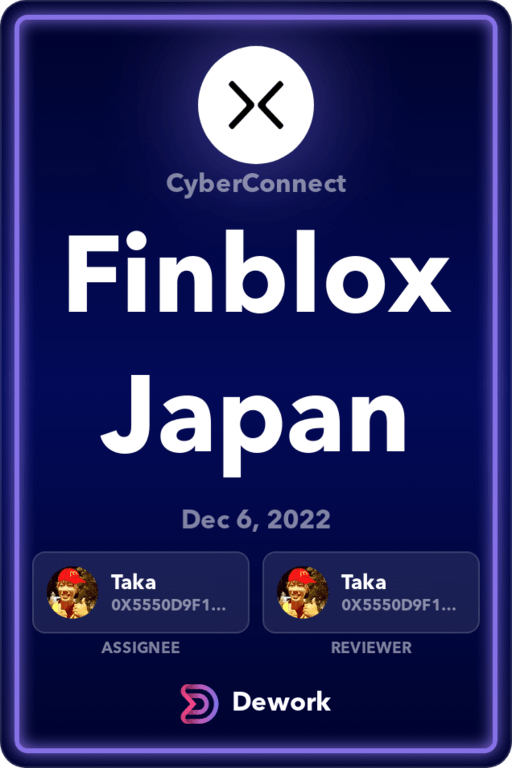 CyberConnect
Finblox
Japan
Dec 6, 2022
Taka
0X5550D9F1...
ASSIGNEE
Taka
0X5550D9F1...
REVIEWER
Dework